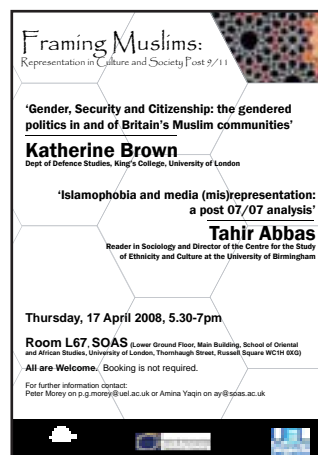 Framing Muslims:
Representation in Culture and Society Post 9/11
‘Gender, Security and Citizenship: the gendered
politics in and of Britain’s Muslim communities’
Katherine Brown
Dept of Defence Studies, King’s College, University of London
‘Islamophobia and media (mis)representation:
a post 07/07 analysis’
Tahir Abbas
Reader in Sociology and Director of the Centre for the Study
of Ethnicity and Culture at the University of Birmingham
Thursday, 17 April 2008, 5.30-7pm
Room L67, SOAS (Lower Ground Floor, Main Building, School of Oriental
and African Studies, University of London, Thornhaugh Street, Russell Square WC1H 0XG)
All are Welcome. Booking is not required.
For further information contact:
Peter Morey on p.g.morey@uel.ac.uk or Amina Yaqin on ay@soas.ac.uk